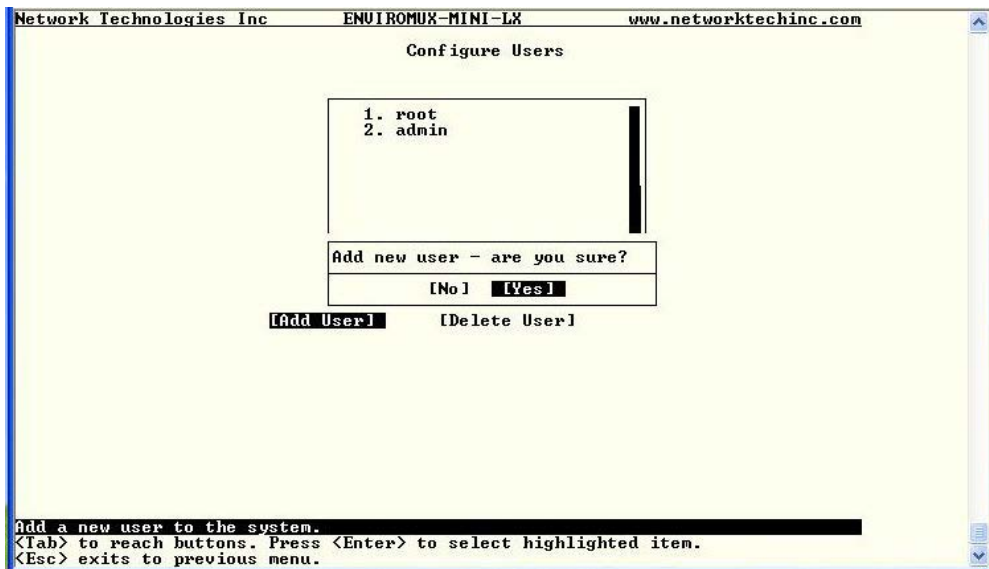 Network Technologies Inc ENVIROMUX-MINI-LX www.networktechinc.com
Configure Users
1. root
2. admin
Add new user - are you sure?
[No] [Yes]
[Add User] [Delete User]
Add a new user to the system.
<Tab> to reach buttons. Press <Enter> to select highlighted item.
<Esc> exits to previous menu.